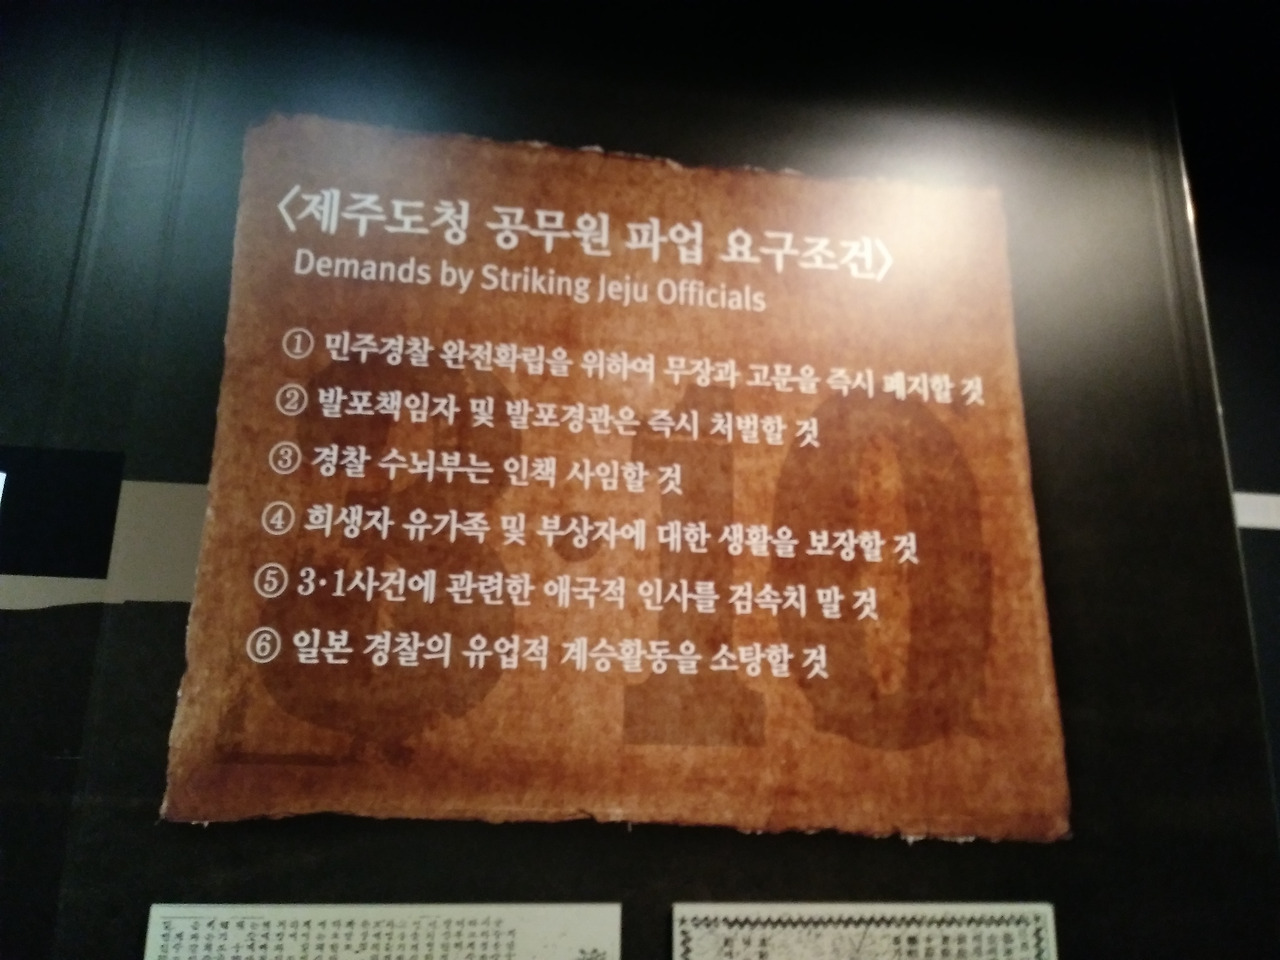 〈제주도청 공무원 파업 요구조건〉
Demands by Striking Jeju Officials
① 민주경찰 완전확립을 위하여 무장과 고문을 즉시 폐지할 것
② 발포책임자 및 발포경관은 즉시 처벌할 것
③ 경찰 수뇌부는 인책 사임할 것
④ 희생자 유가족 및 부상자에 대한 생활을 보장할 것
⑤ 3·1사건에 관련한 애국적 인사를 검속치 말 것
⑥ 일본 경찰의 유업적 계승활동을 소탕할 것
3·10